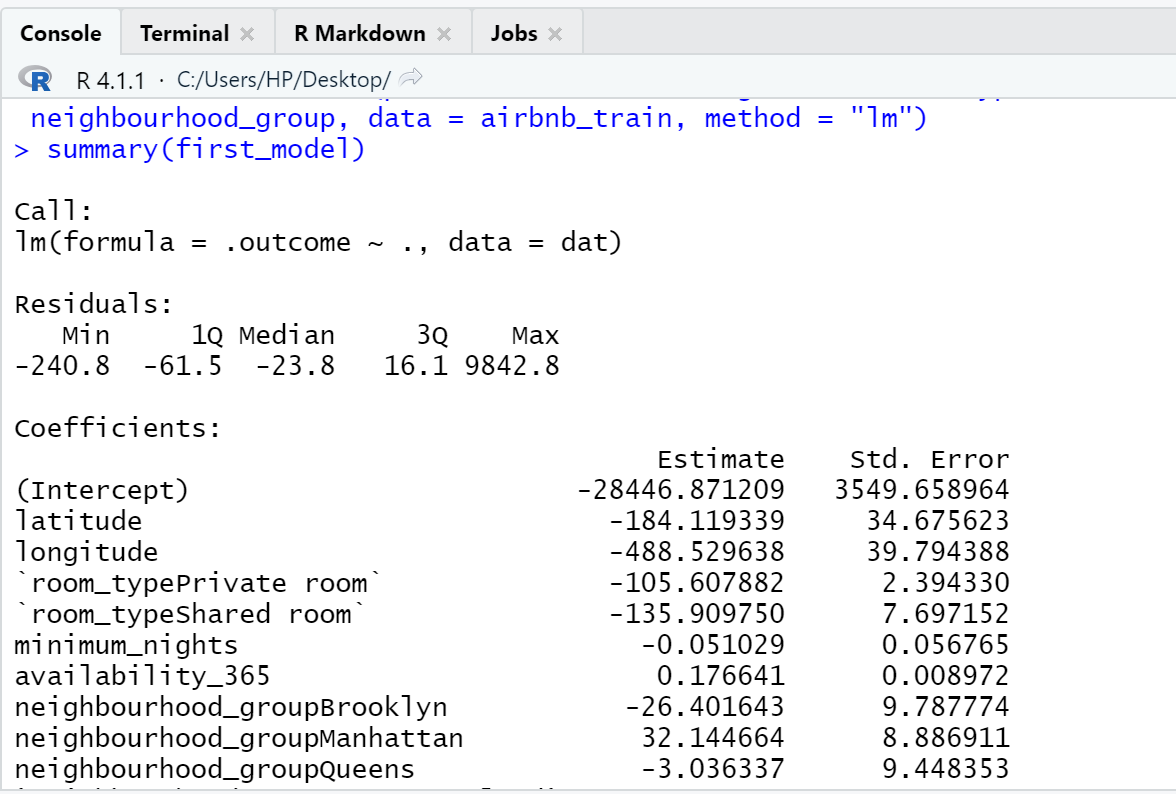 Console Terminal × R Markdown × Jobs ×
R R 4.1.1 · C:/Users/HP/Desktop/
neighbourhood_group, data = airbnb_train, method = "lm")
> summary(first_model)
Call:
lm(formula = .outcome ~ ., data = dat)
Residuals:
Min 1Q Median 3Q Max
-240.8 -61.5 -23.8 16.1 9842.8
Coefficients:
Estimate Std. Error
(Intercept) -28446.871209 3549.658964
latitude -184.119339 34.675623
longitude -488.529638 39.794388
`room_typePrivate room` -105.607882 2.394330
`room_typeShared room` -135.909750 7.697152
minimum_nights -0.051029 0.056765
availability_365 0.176641 0.008972
neighbourhood_groupBrooklyn -26.401643 9.787774
neighbourhood_groupManhattan 32.144664 8.886911
neighbourhood_groupQueens -3.036337 9.448353